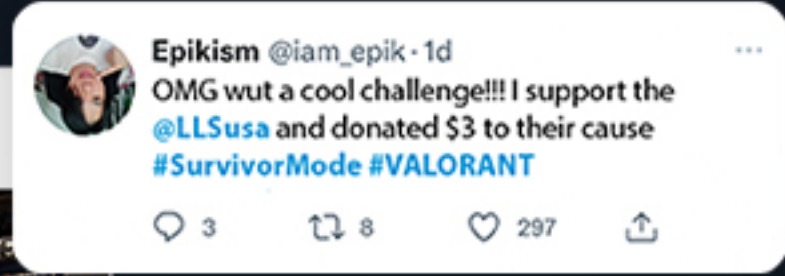 Epikism @iam_epik · 1d
OMG wut a cool challenge!!! I support the
@LLSusa and donated $3 to their cause
#SurvivorMode #VALORANT
3 8 297